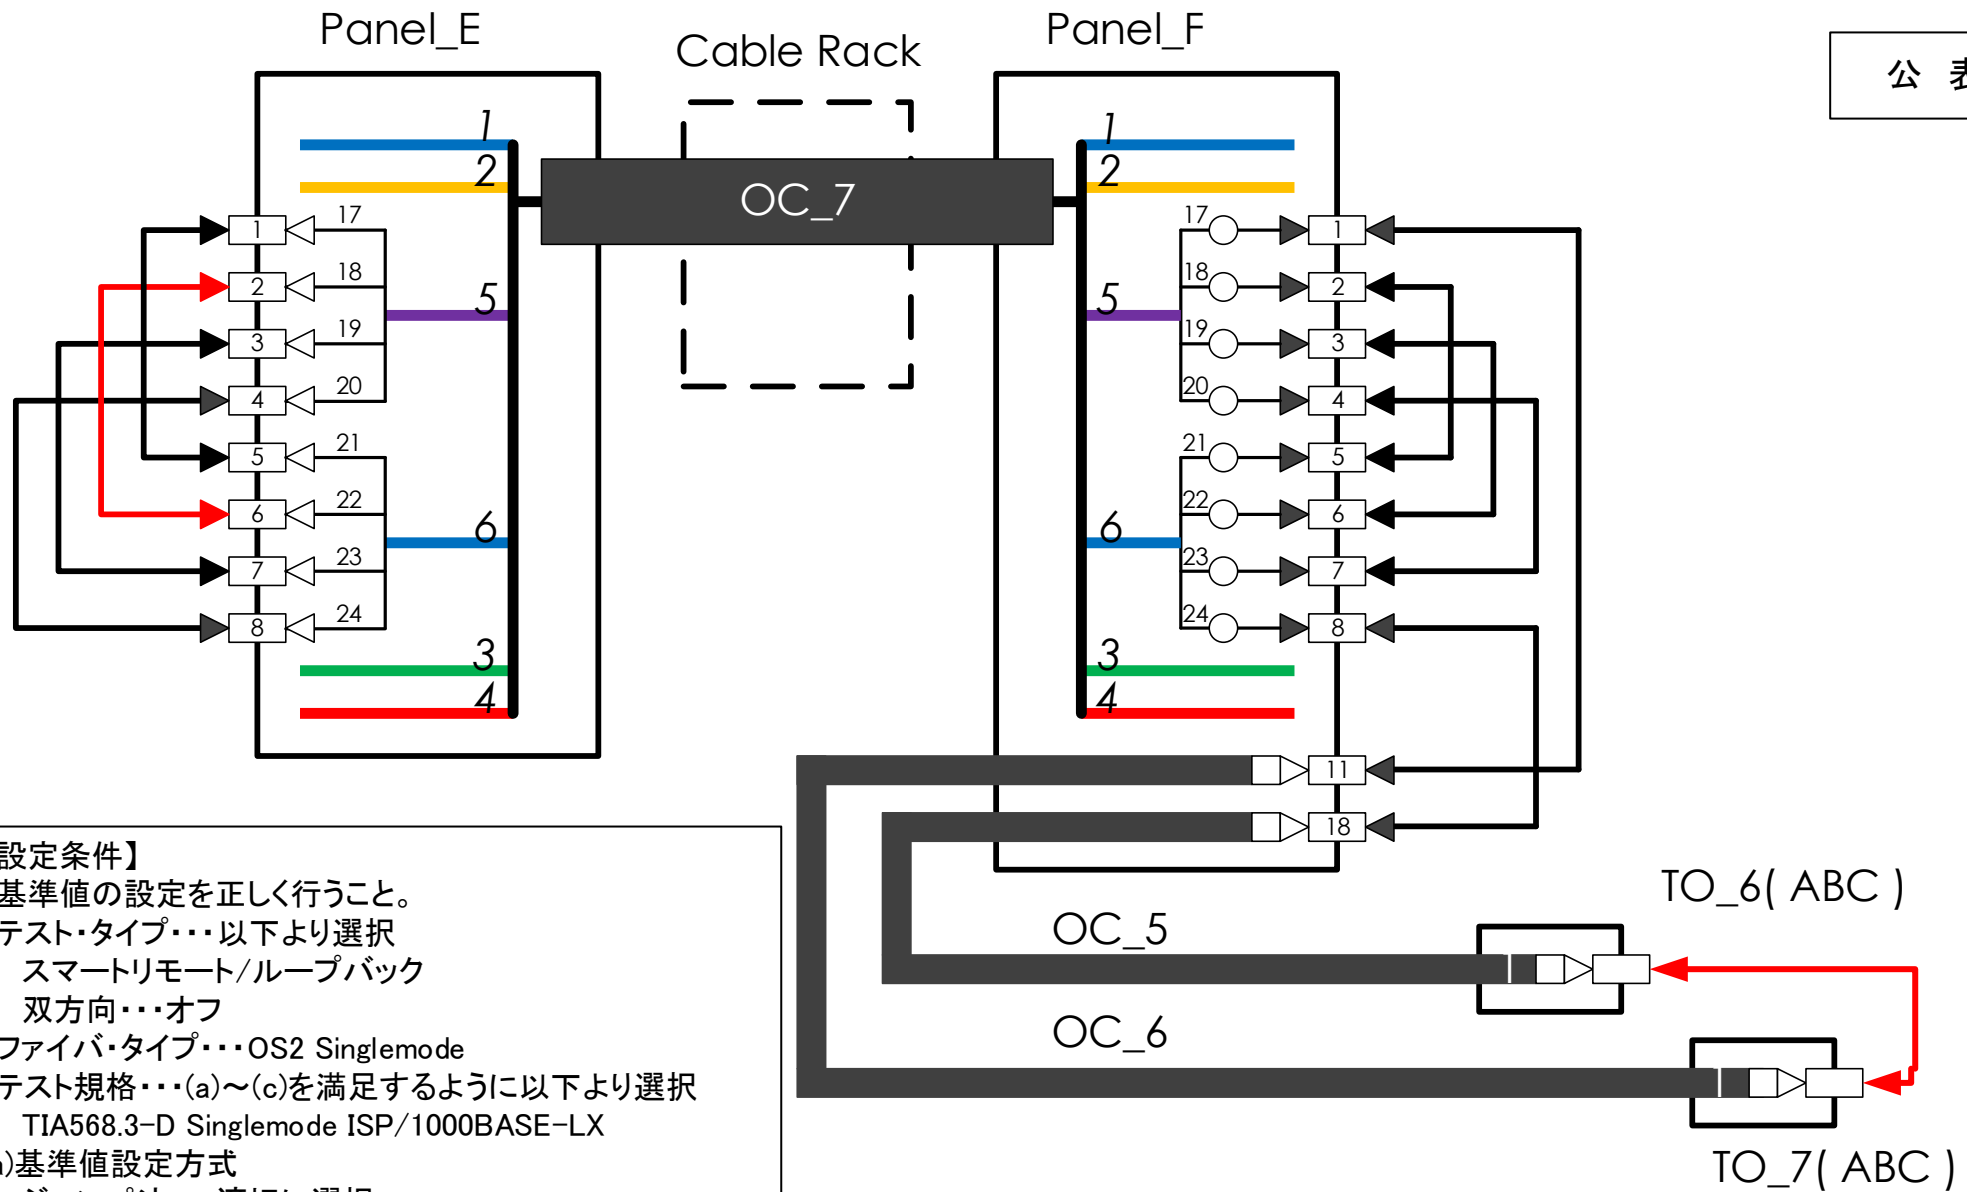 Panel_E
Cable Rack
Panel_F
公 表
OC_7
1
2
5
6
3
4
17
18
19
20
21
22
23
24
1
2
3
4
5
6
7
8
1
2
5
6
3
4
17
18
19
20
21
22
23
24
1
2
3
4
5
6
7
8
11
18
OC_5
OC_6
TO_6( ABC )
TO_7( ABC )
設定条件】
基準値の設定を正しく行うこと。
テスト・タイプ・・・以下より選択
スマートリモート/ループバック
双方向・・・オフ
ファイバ・タイプ・・・OS2 Singlemode
テスト規格・・・(a)～(c)を満足するように以下より選択
TIA568.3-D Singlemode ISP/1000BASE-LX
)基準値設定方式